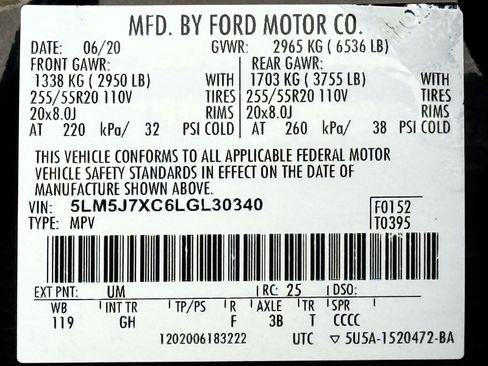 MFD. BY FORD MOTOR CO.
DATE: 06/20 GVWR: 2965 KG ( 6536 LB)
FRONT GAWR: REAR GAWR:
1338 KG ( 2950 LB) WITH 1703 KG ( 3755 LB) WITH
255/55R20 110V TIRES 255/55R20 110V TIRES
20x8.0J RIMS 20x8.0J RIMS
AT 220 kPa/ 32 PSI COLD AT 260 kPa/ 38 PSI COLD
THIS VEHICLE CONFORMS TO ALL APPLICABLE FEDERAL MOTOR
VEHICLE SAFETY STANDARDS IN EFFECT ON THE DATE OF
MANUFACTURE SHOWN ABOVE.
VIN: 5LM5J7XC6LGL30340 F0152
TYPE: MPV T0395
EXT PNT: UM RC: 25 DSO:
WB INT TR TP/PS R AXLE TR SPR
119 GH F 3B T CCCC
1202006183222 UTC ▽ 5U5A-1520472-BA